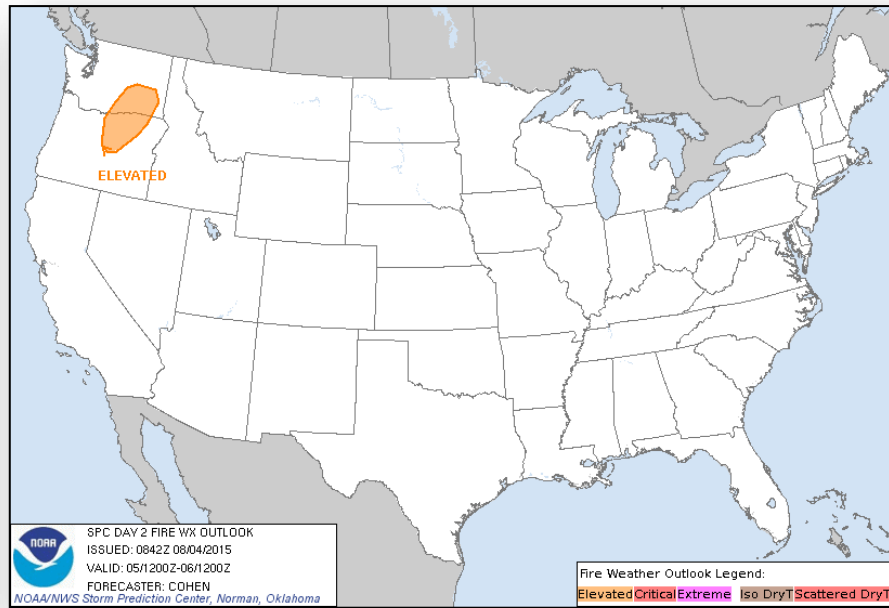 ELEVATED
SPC DAY 2 FIRE WX OUTLOOK
ISSUED: 0842Z 08/04/2015
VALID: 05/1200Z-06/1200Z
FORECASTER: COHEN
NOAA
NOAA/NWS Storm Prediction Center, Norman, Oklahoma
Fire Weather Outlook Legend:
Elevated Critical Extreme Iso DryT Scattered DryT